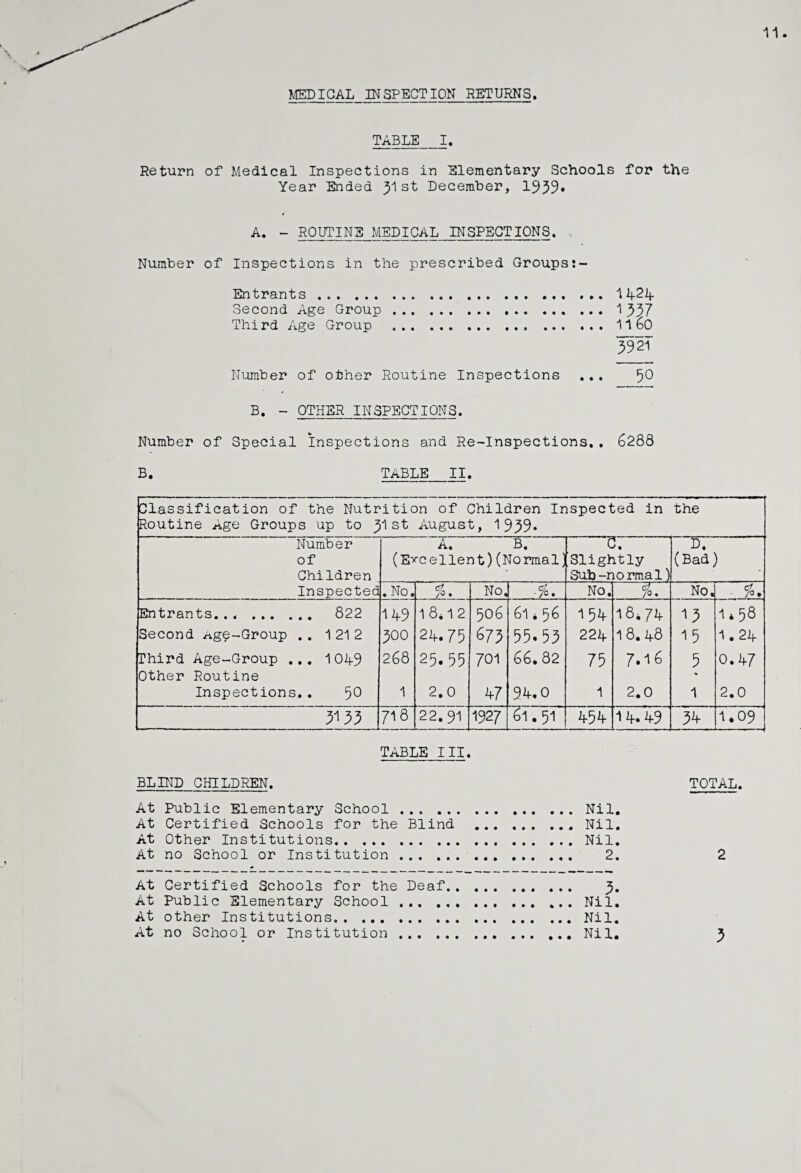 11.
MEDICAL INSPECTION RETURNS.
TABLE I.
Return of Medical Inspections in Elementary Schools for the
Year Ended 31st December, 1939.
A. - ROUTINE MEDICAL INSPECTIONS.
Number of Inspections in the prescribed Groups:-
Entrants ... ... ... ... ... ... ... ... 1424
Second Age Group ... ... ... ... ... ... 1337
Third Age Group ... ... ... ... ... ... 1160
3921
Number of other Routine Inspections ... 50
B. - OTHER INSPECTIONS.
Number of Special Inspections and Re-Inspections.. 6288
B. TABLE II.
Classification of the Nutrition of Children Inspected in the
Routine Age Groups up to 31st August, 1939.
Number A. B. C. D.
of (Excellent)(Normal)(Slightly (Bad)
Children Sub-normal)
Inspected. No. %. No. %. No. %. No. %.
Entrants... ... ... 822 149 18.12 506 61.56 154 18.74 13 1.58
Second Age-Group .. 1212 300 24.75 673 55.53 224 18.48 15 1.24
Third Age-Group ... 1049 268 25.55 701 66.82 75 7.16 5 0.47
Other Routine
Inspections.. 50 1 2.0 47 94.0 1 2.0 1 2.0
3133 718 22.91 1927 61.51 454 14.49 34 1.09
TABLE III.
BLIND CHILDREN. TOTAL.
At Public Elementary School ... ... ... ... ... Nil.
At Certified Schools for the Blind ... ... ... Nil.
At Other Institutions.. ... ... ... ... ... ... Nil.
At no School or Institution ... ... ... ... ... 2. 2
At Certified Schools for the Deaf.. ... ... ... 3.
At Public Elementary School ... ... ... ... ... Nil.
At other Institutions.. ... ... ... ... ... ... Nil.
At no School or Institution ... ... ... ... ... Nil. 3